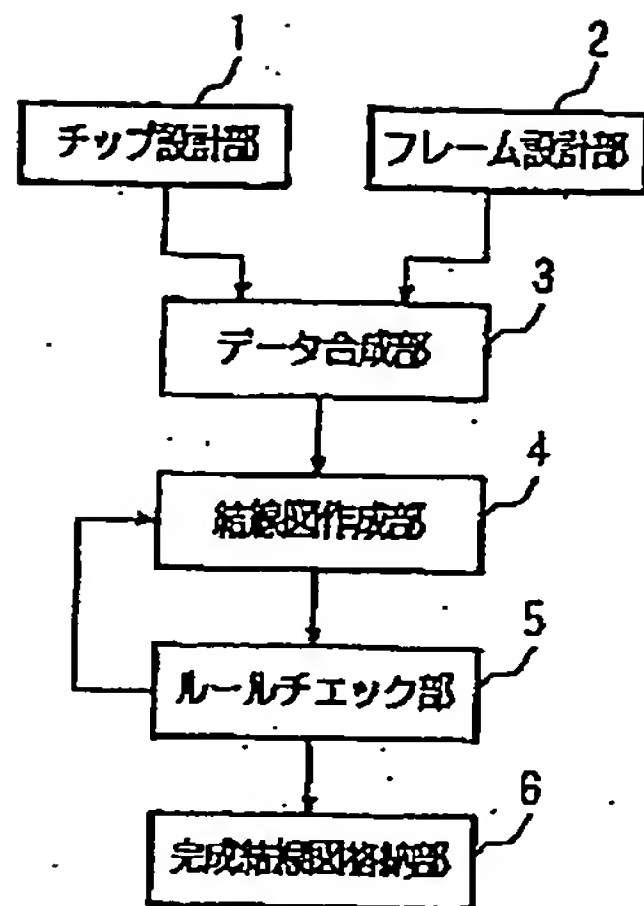 1
2
チップ設計部
フレーム設計部
3
データ合成部
4
結線図作成部
5
ルールチエック部
6
完成結線図格納部